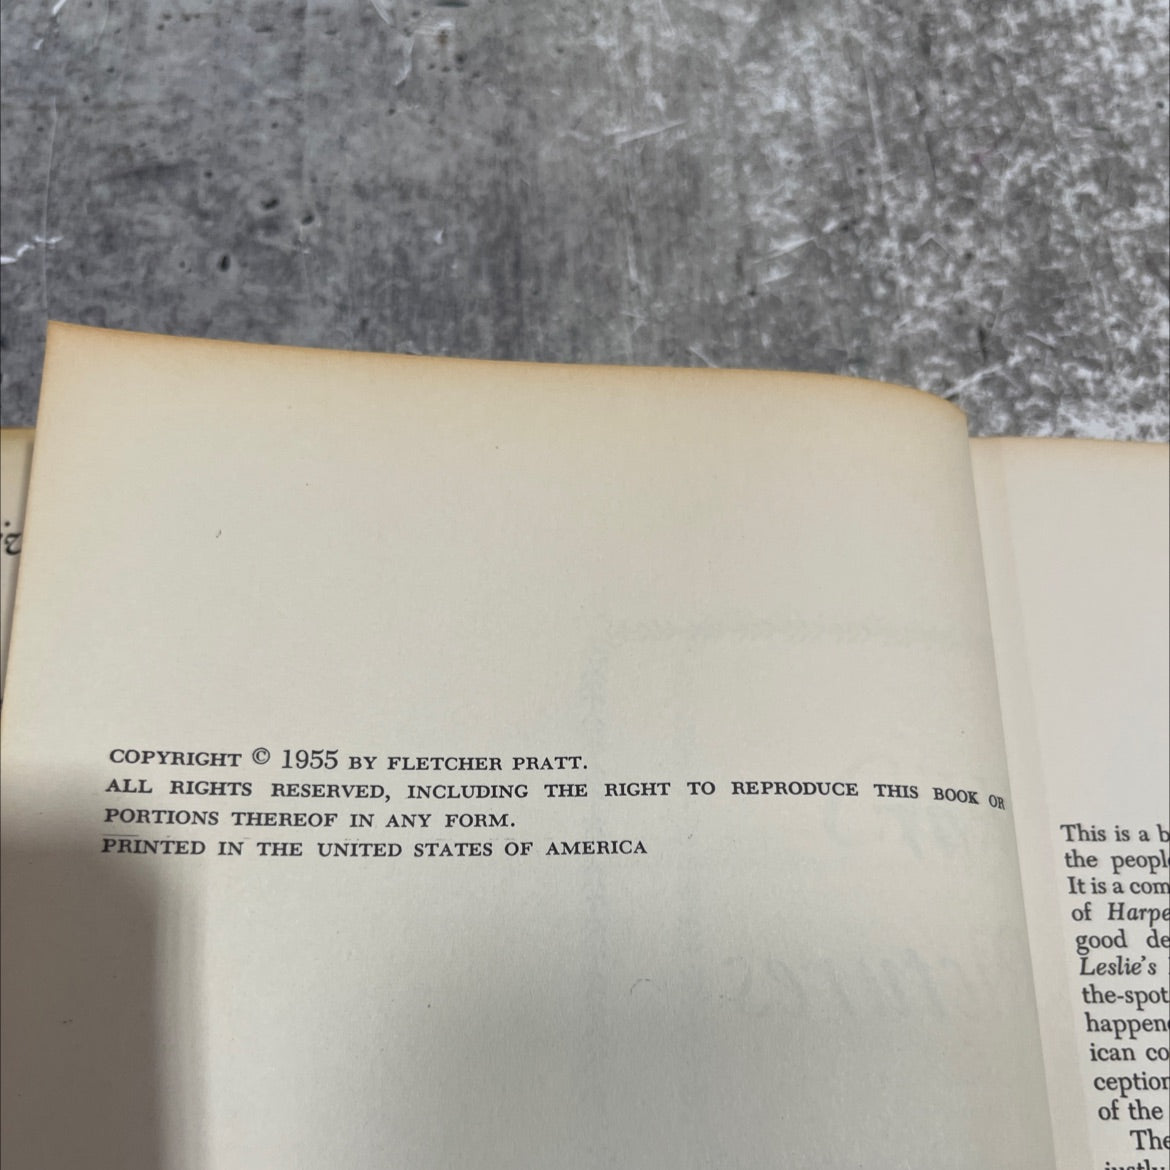 COPYRIGHT © 1955 BY FLETCHER PRATT.
ALL RIGHTS RESERVED, INCLUDING THE RIGHT TO REPRODUCE THIS BOOK OR
PORTIONS THEREOF IN ANY FORM.
PRINTED IN THE UNITED STATES OF AMERICA
This is a b
the peopl
It is a com
of Harpe
good de
Leslie's
the-spot
happen
ican co
ception
of the
The